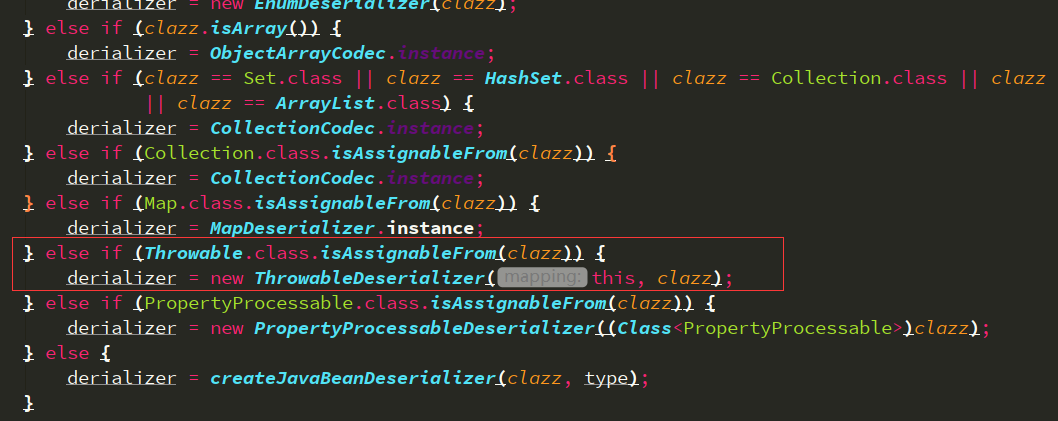 derializer = new EnumDeserializer(clazz);
} else if (clazz.isArray()) {
derializer = ObjectArrayCodec.instance;
} else if (clazz == Set.class || clazz == HashSet.class || clazz == Collection.class || clazz
|| clazz == ArrayList.class) {
derializer = CollectionCodec.instance;
} else if (Collection.class.isAssignableFrom(clazz)) {
derializer = CollectionCodec.instance;
} else if (Map.class.isAssignableFrom(clazz)) {
derializer = MapDeserializer.instance;
} else if (Throwable.class.isAssignableFrom(clazz)) {
derializer = new ThrowableDeserializer( mapping: this, clazz);
} else if (PropertyProcessable.class.isAssignableFrom(clazz)) {
derializer = new PropertyProcessableDeserializer((Class<PropertyProcessable>)clazz);
} else {
derializer = createJavaBeanDeserializer(clazz, type);
}